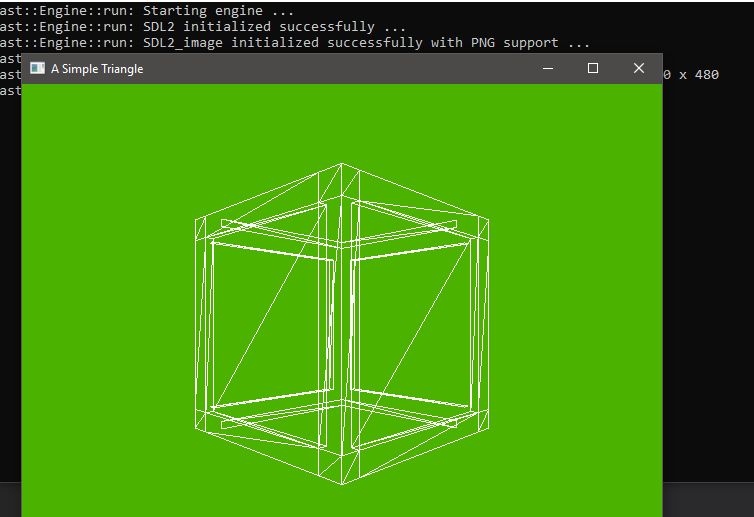 ast::Engine::run: Starting engine ...
ast::Engine::run: SDL2 initialized successfully ...
ast::Engine::run: SDL2_image initialized successfully with PNG support ...
ast
A Simple Triangle
ast
0 x 480
ast